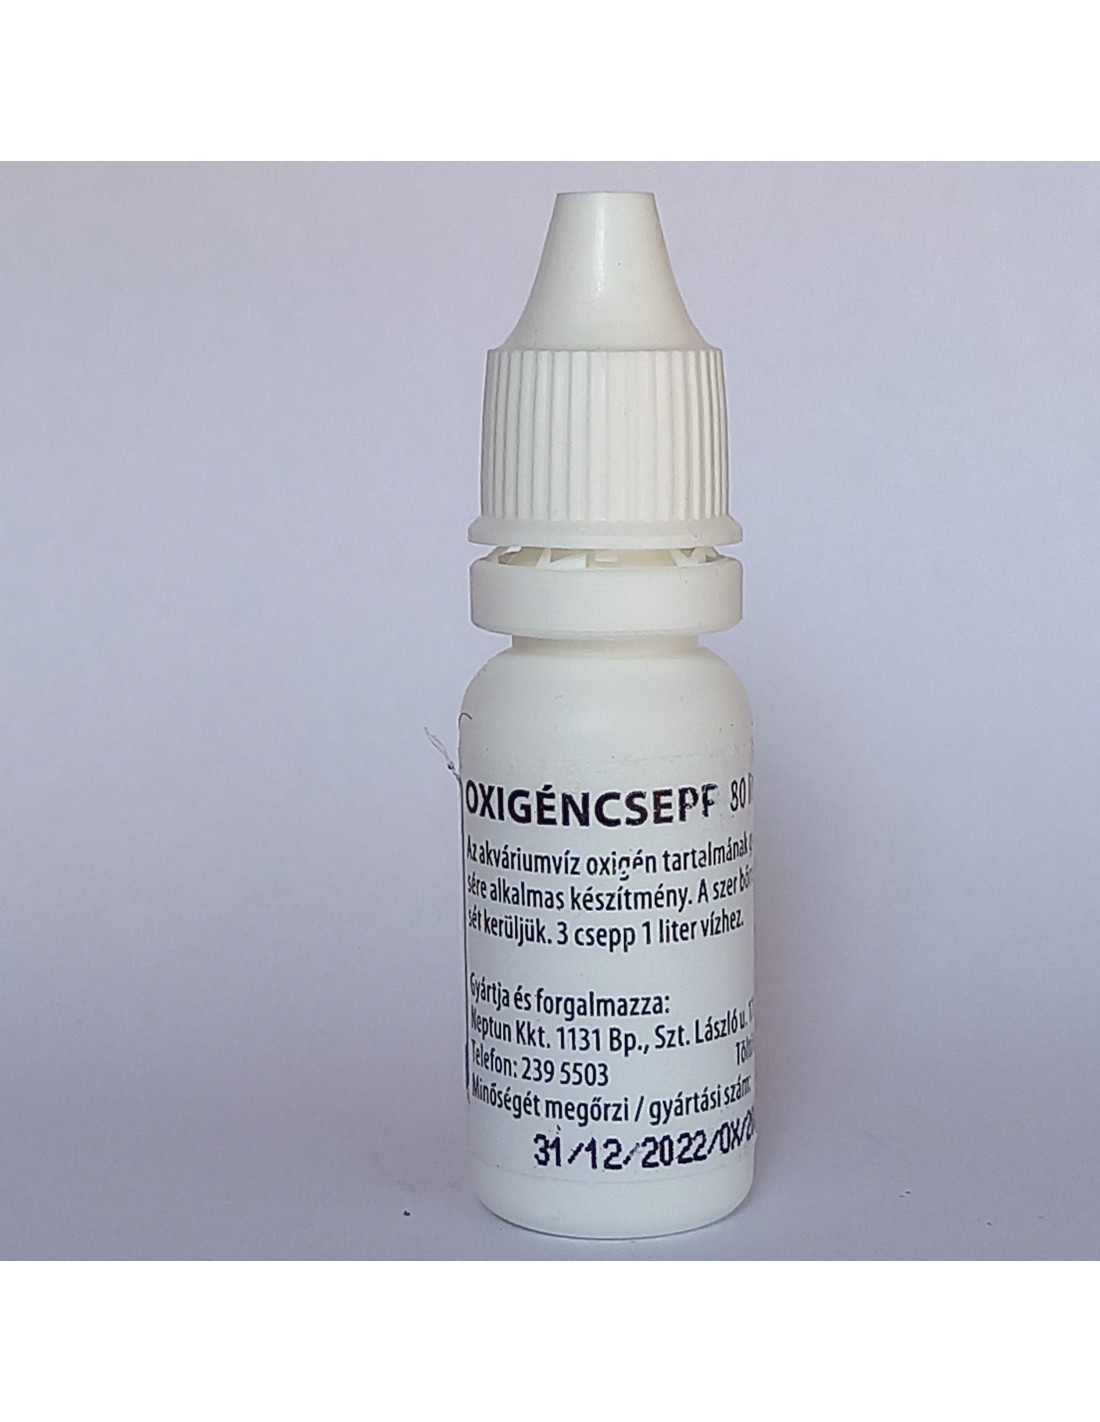 OXIGÉNCSEPP 80
Az akváriumvíz oxigén tartalmának
sére alkalmas készítmény. A szer
sét kerüljük. 3 csepp 1 liter vízhez.
Gyártja és forgalmazza:
Neptun Kkt. 1131 Bp., Szt. László u.
Telefon: 239 5503
Minőségét megőrzi / gyártási szám:
31/12/2022/OX/